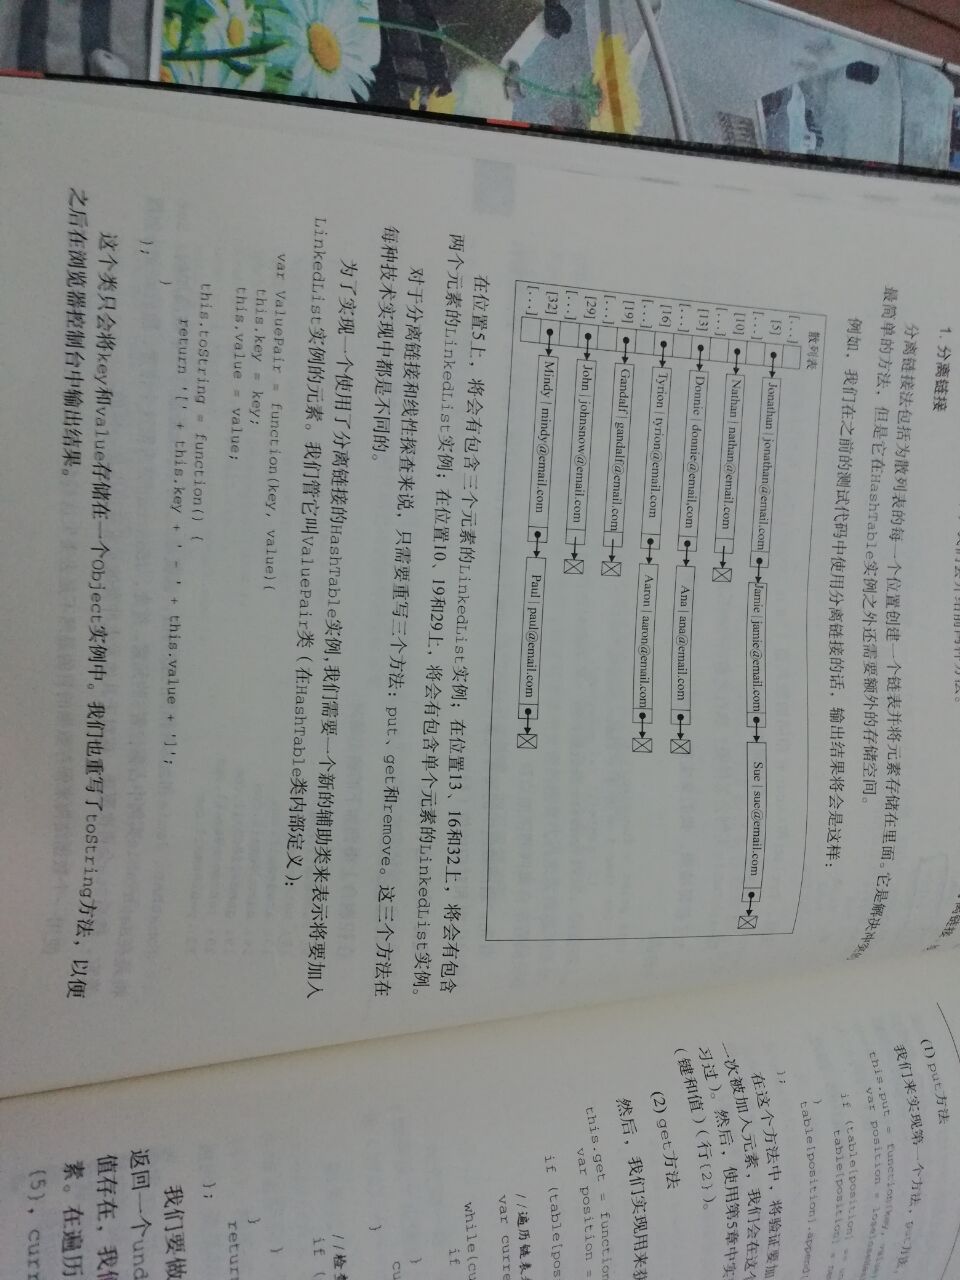 1. 分离链接
分离链接法包括为散列表的每一个位置创建一个链表并将元素存储在里面。它是解决冲突的
最简单的方法，但是它在HashTable实例之外还需要额外的存储空间。
例如，我们在之前的测试代码中使用分离链接的话，输出结果将会是这样：
散列表
[...]
[5] Jonathan | jonathan@email.com Jamie | jamie@email.com Sue | sue@email.com
[...]
[10] Nathan | nathan@email.com
[...]
[13] Donnie | donnie@email.com Ana | ana@email.com
[...]
[16] Tyrion | tyrion@email.com Aaron | aaron@email.com
[...]
[19] Gandalf | gandalf@email.com
[...]
[29] John | johnsnow@email.com
[...]
[32] Mindy | mindy@email.com Paul | paul@email.com
[...]
在位置5上，将会有包含三个元素的LinkedList实例；在位置13、16和32上，将会有包含
两个元素的LinkedList实例；在位置10、19和29上，将会有包含单个元素的LinkedList实例。
对于分离链接和线性探查来说，只需要重写三个方法：put、get和remove。这三个方法在
每种技术实现中都是不同的。
为了实现一个使用了分离链接的HashTable实例，我们需要一个新的辅助类来表示将要加入
LinkedList实例的元素。我们管它叫ValuePair类（在HashTable类内部定义）：
var ValuePair = function(key, value){
this.key = key;
this.value = value;
this.toString = function() {
return '[' + this.key + ' - ' + this.value + ']';
}
};
这个类只会将key和value存储在一个Object实例中。我们也重写了toString方法，以便
之后在浏览器控制台中输出结果。
(1) put方法
我们来实现第一个方法，put方法，
this.put = function(key, value)
var position =
if (table[position] ==
table[position] =
}
table[position].append
};
在这个方法中，将验证要加
一次被加入元素，我们会在这个
习过）。然后，使用第5章中实
（键和值）（行{2}）。
(2) get方法
然后，我们实现用来获
this.get = function
var position =
if (table[pos
//遍历链表
var curre
while(cu
if
}
cu
//检
if (
}
}
retur
};
我们要做
返回一个und
值存在，我们
素。在遍历
(5), curr